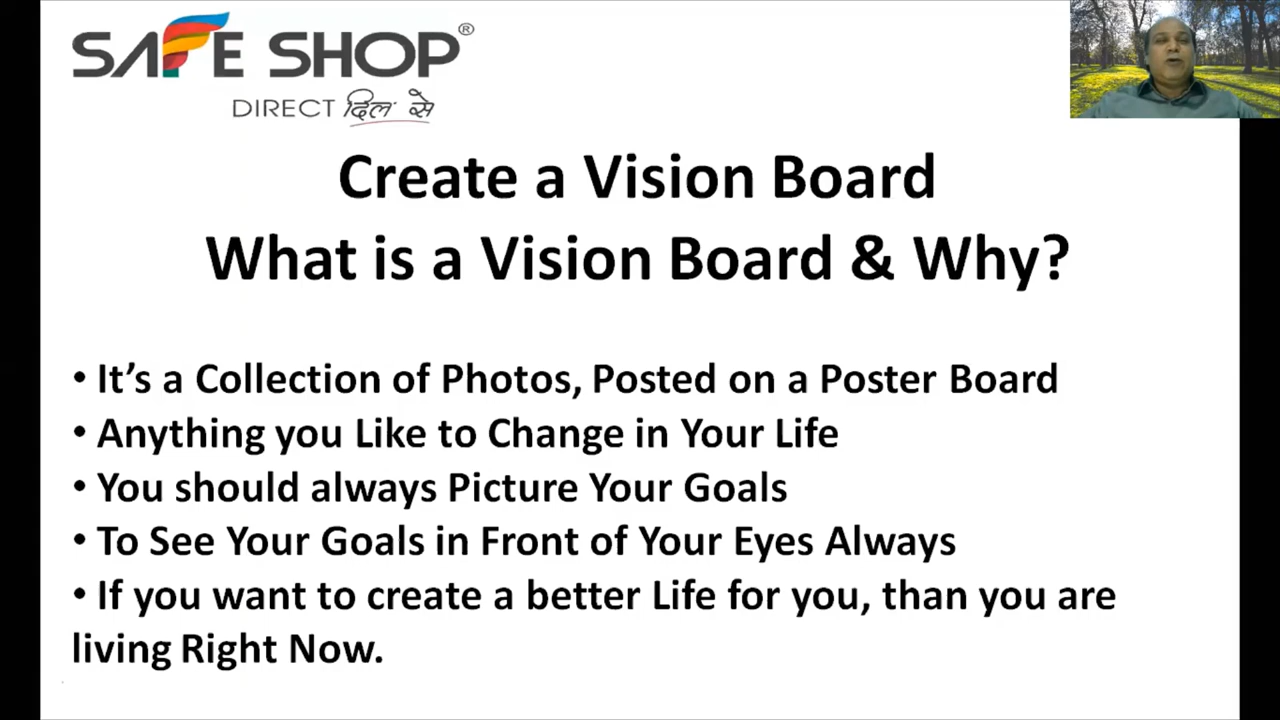 SAFE SHOP®
DIRECT दिल से
Create a Vision Board
What is a Vision Board & Why?
• It’s a Collection of Photos, Posted on a Poster Board
• Anything you Like to Change in Your Life
• You should always Picture Your Goals
• To See Your Goals in Front of Your Eyes Always
• If you want to create a better Life for you, than you are
living Right Now.